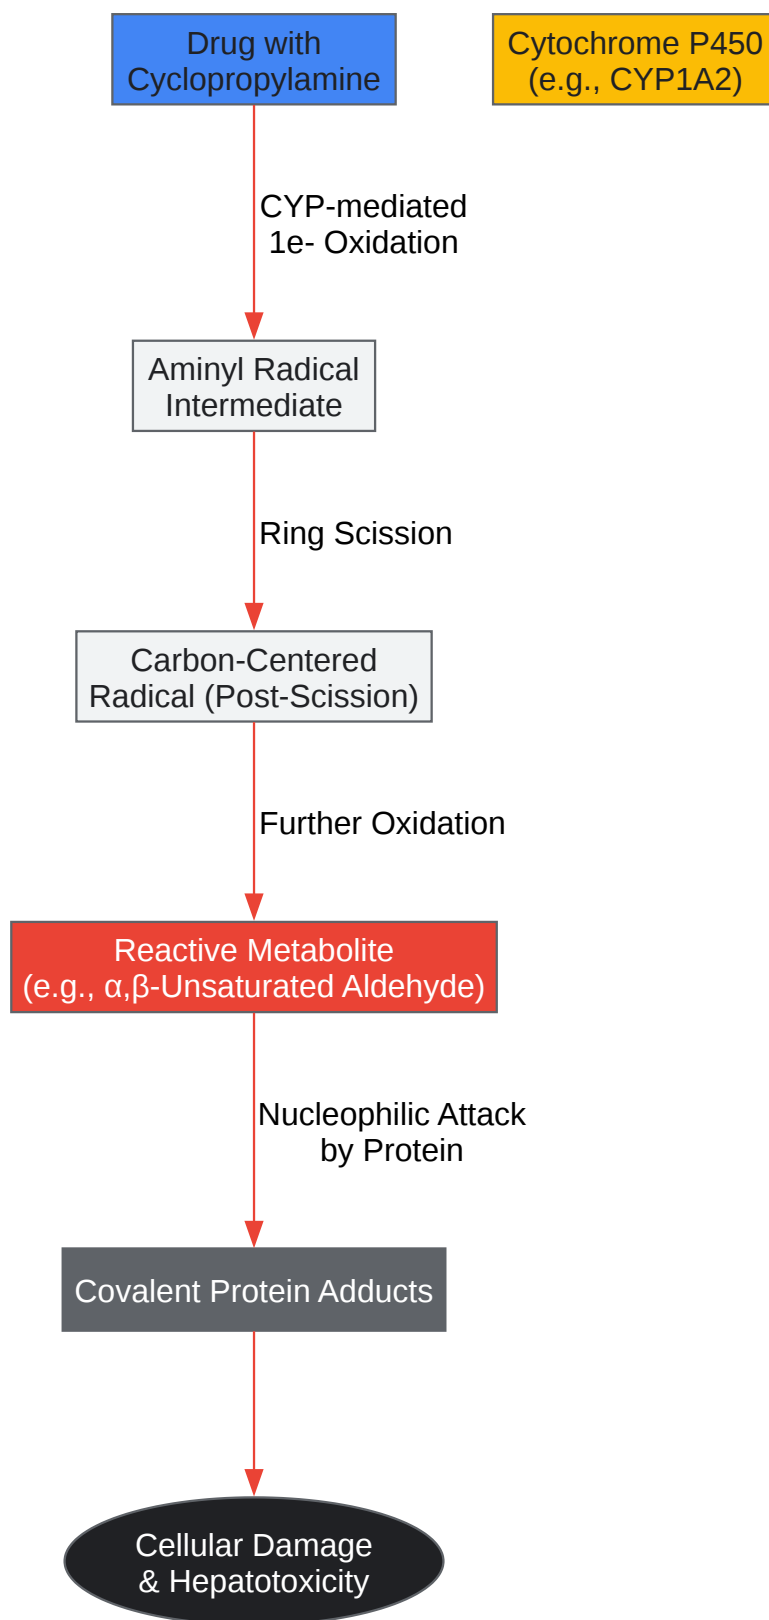 Drug with
Cyclopropylamine
Cytochrome P450
(e.g., CYP1A2)
CYP-mediated
1e- Oxidation
Aminyl Radical
Intermediate
Ring Scission
Carbon-Centered
Radical (Post-Scission)
Further Oxidation
Reactive Metabolite
(e.g., α,β-Unsaturated Aldehyde)
Nucleophilic Attack
by Protein
Covalent Protein Adducts
Cellular Damage
& Hepatotoxicity